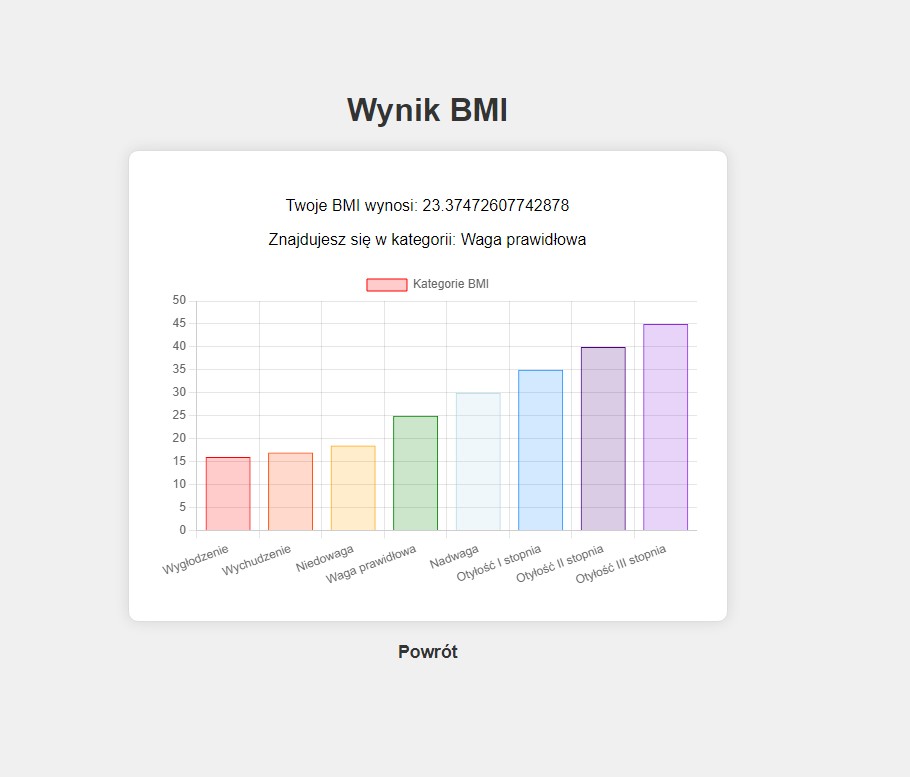 Wynik BMI
Twoje BMI wynosi: 23.37472607742878
Znajdujesz się w kategorii: Waga prawidłowa
Kategorie BMI
50
45
40
35
30
25
20
15
10
5
0
Wygłodzenie
Wychudzenie
Niedowaga
Waga prawidłowa
Nadwaga
Otyłość I stopnia
Otyłość II stopnia
Otyłość III stopnia
Powrót